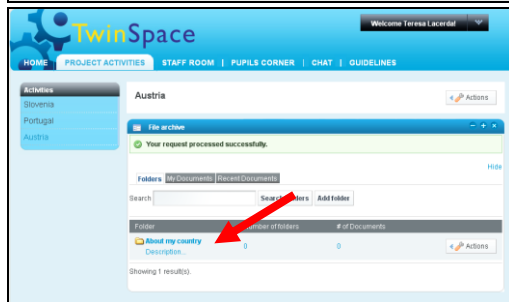 TwinSpace
Welcome Teresa Lacerda!
HOME PROJECT ACTIVITIES STAFF ROOM | PUPILS CORNER | CHAT | GUIDELINES
Activities
Slovenia
Portugal
Austria
Austria
Actions
File archive
Your request processed successfully.
Hide
Folders My Documents Recent Documents
Search Search Folders Add folder
Folder Number of folders # of Documents
About my country 0 0 Actions
Description...
Showing 1 result(s).